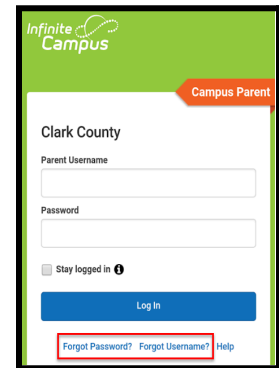 Infinite
Campus
Campus Parent
Clark County
Parent Username
Password
Stay logged in
Log In
Forgot Password? Forgot Username? Help